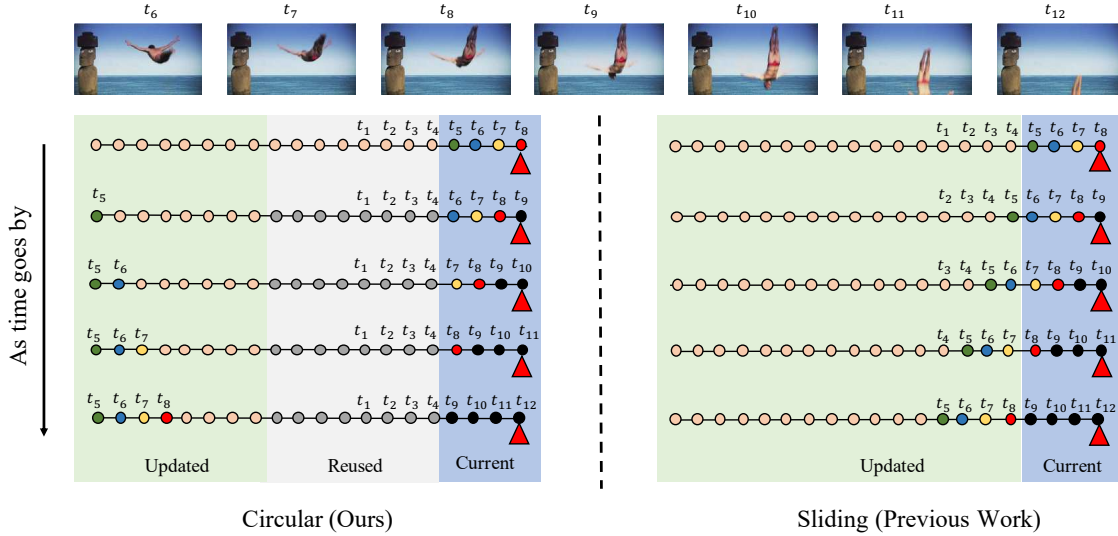 t₆ t₇ t₈ t₉ t₁₀ t₁₁ t₁₂
t₁ t₂ t₃ t₄ t₅ t₆ t₇ t₈
t₁ t₂ t₃ t₄ t₅ t₆ t₇ t₈
t₅ t₁ t₂ t₃ t₄ t₆ t₇ t₈ t₉
t₂ t₃ t₄ t₅ t₆ t₇ t₈ t₉
t₅ t₆ t₁ t₂ t₃ t₄ t₇ t₈ t₉ t₁₀
t₃ t₄ t₅ t₆ t₇ t₈ t₉ t₁₀
t₅ t₆ t₇ t₁ t₂ t₃ t₄ t₈ t₉ t₁₀ t₁₁
t₄ t₅ t₆ t₇ t₈ t₉ t₁₀ t₁₁
t₅ t₆ t₇ t₈ t₁ t₂ t₃ t₄ t₉ t₁₀ t₁₁ t₁₂
t₅ t₆ t₇ t₈ t₉ t₁₀ t₁₁ t₁₂
As time goes by
Updated Reused Current
Updated Current
Circular (Ours)
Sliding (Previous Work)